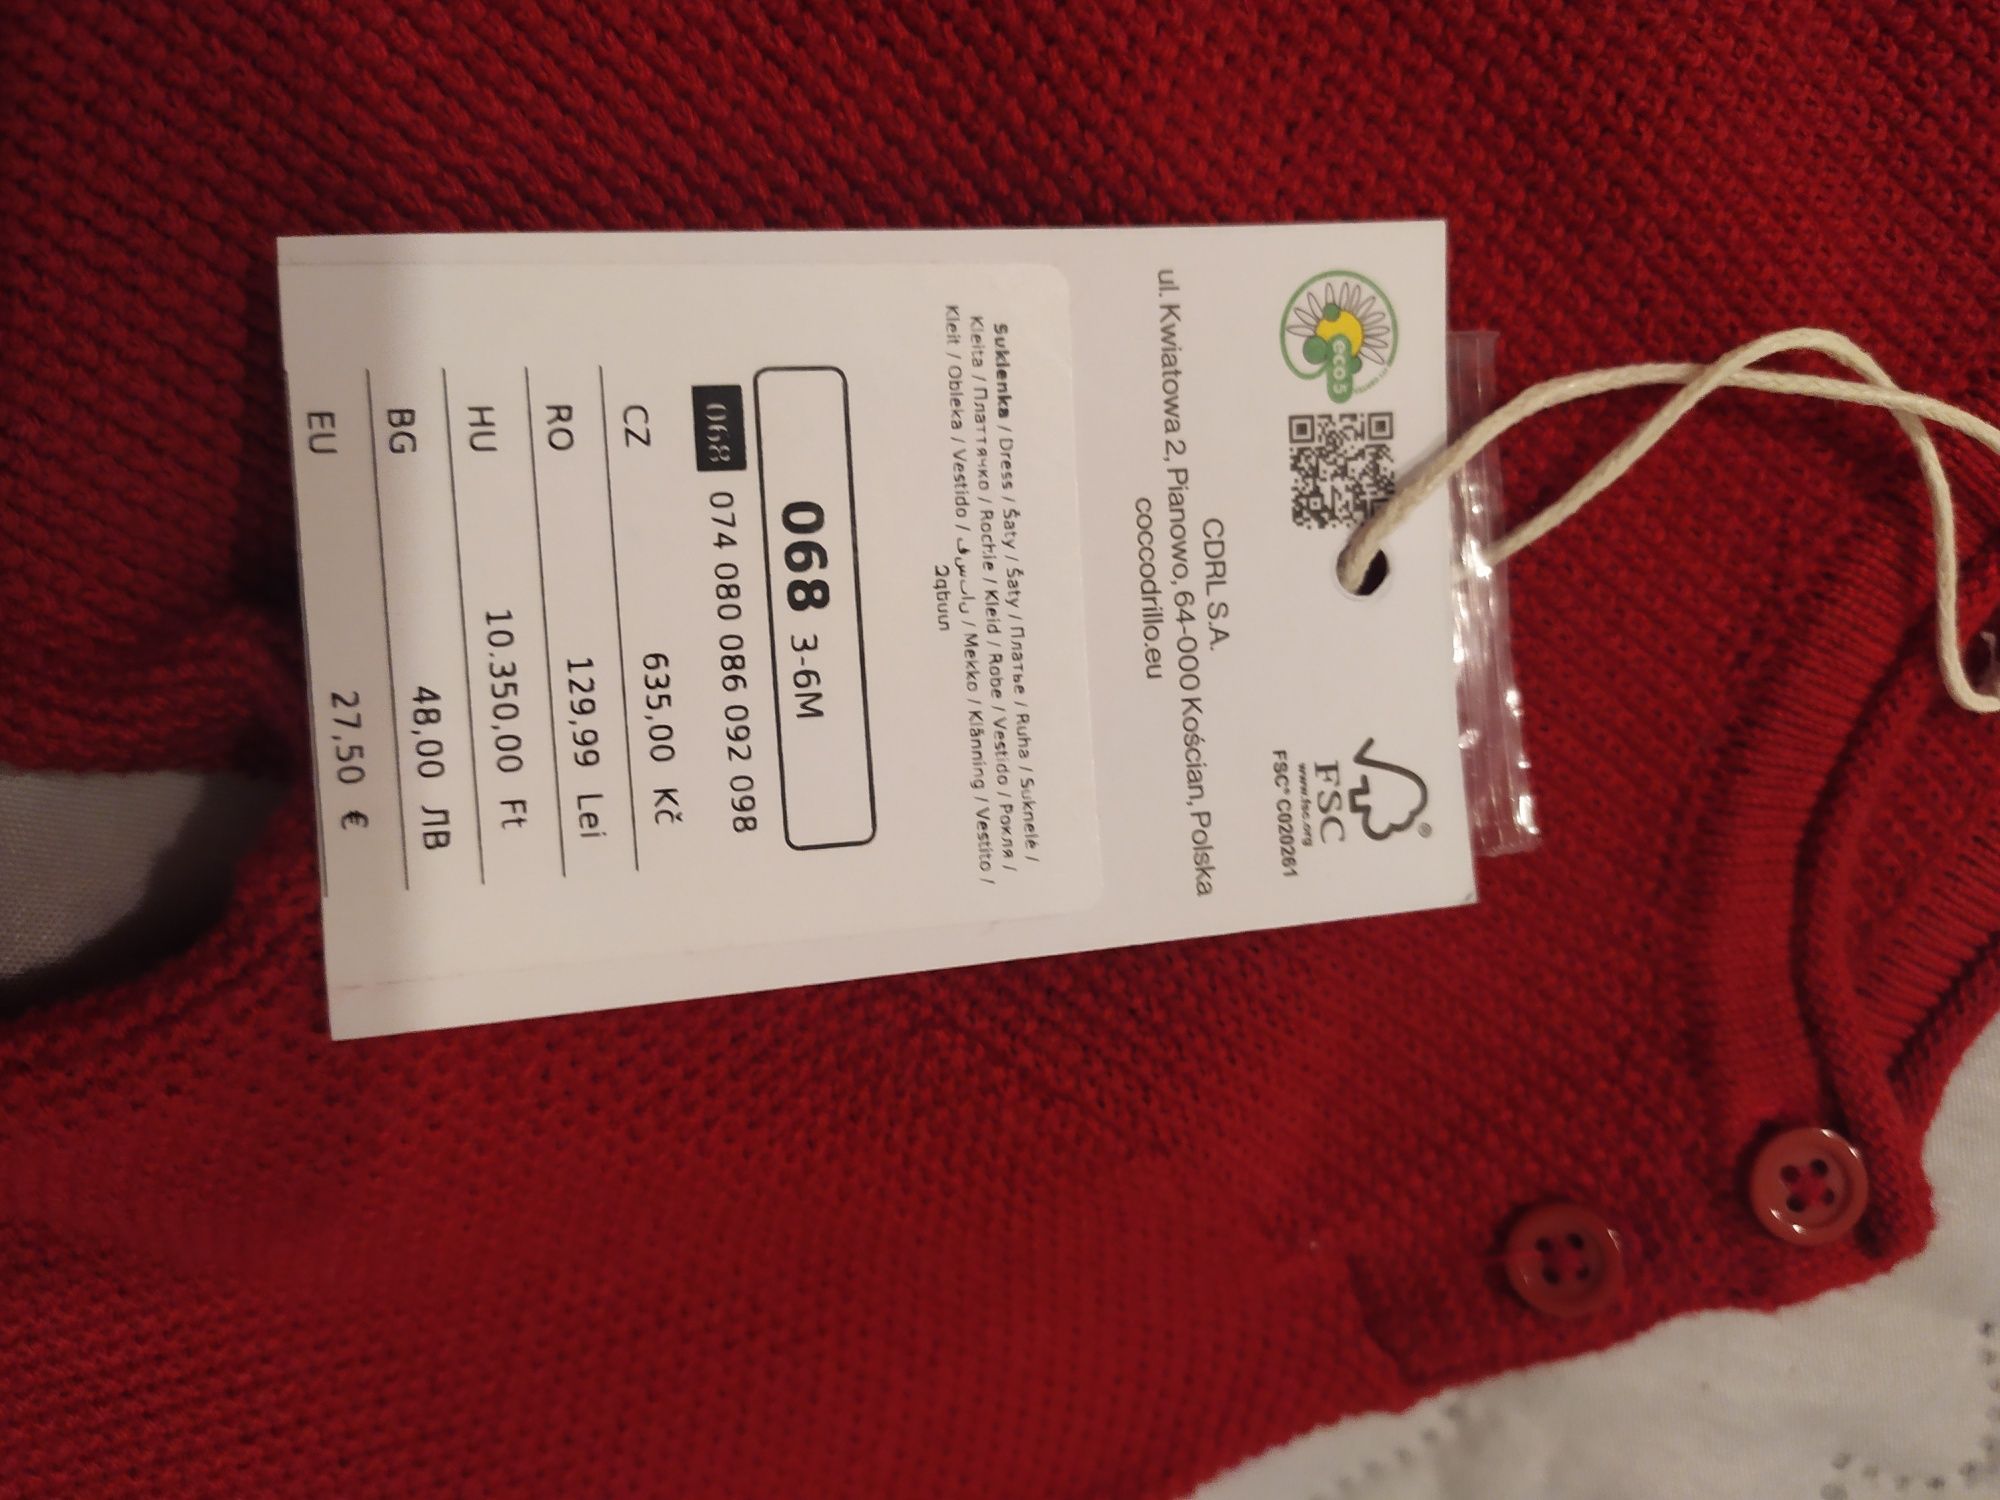 eco5
FSC
www.fsc.org
FSC® C020261
CDRL S.A.
ul. Kwiatowa 2, Pianowo, 64-000 Kościan, Polska
coccodrillo.eu
Sukienka / Dress / Šaty / Šaty / Платье / Ruha / Suknelė /
Kleita / Платтячко / Rochie / Kleid / Robe / Vestido / Рокля /
Kleit / Obleka / Vestido / / Mekko / Klänning / Vestito /
Զգեստ
068 3-6M
068 074 080 086 092 098
CZ 635,00 Kč
RO 129,99 Lei
HU 10.350,00 Ft
BG 48,00 ЛВ
EU 27,50 €